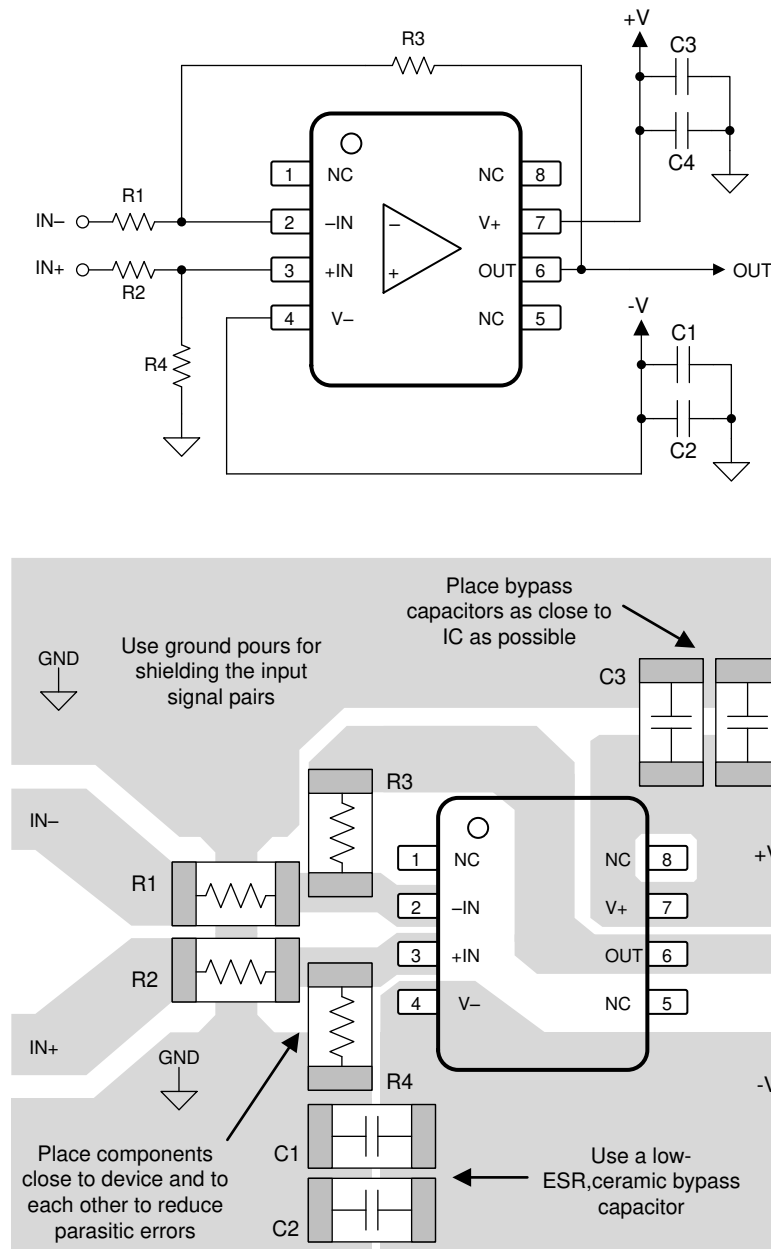 +V
C3
R3
C4
1
NC
NC
8
R1
IN–
2
–IN
–
V+
7
IN+
R2
3
+IN
+
OUT
6
OUT
4
V–
NC
5
-V
C1
R4
C2
Place bypass
capacitors as close to
IC as possible
Use ground pours for
shielding the input
signal pairs
GND
C3
R3
IN–
1
NC
NC
8
+V
R1
2
–IN
V+
7
3
+IN
OUT
6
R2
4
V–
NC
5
IN+
GND
R4
-V
C1
Place components
close to device and to
each other to reduce
parasitic errors
Use a low-
ESR,ceramic bypass
capacitor
C2